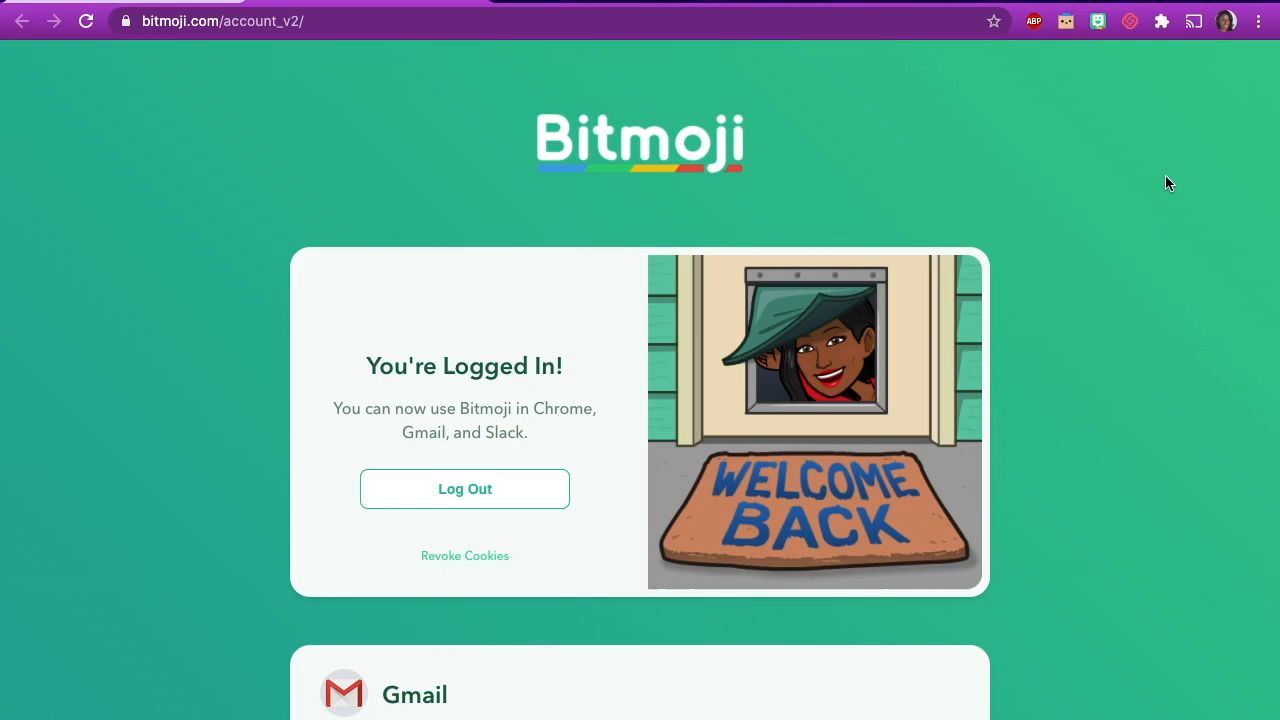 bitmoji.com/account_v2/
ABP
Bitmoji
You're Logged In!
You can now use Bitmoji in Chrome,
Gmail, and Slack.
Log Out
Revoke Cookies
WELCOME
BACK
Gmail